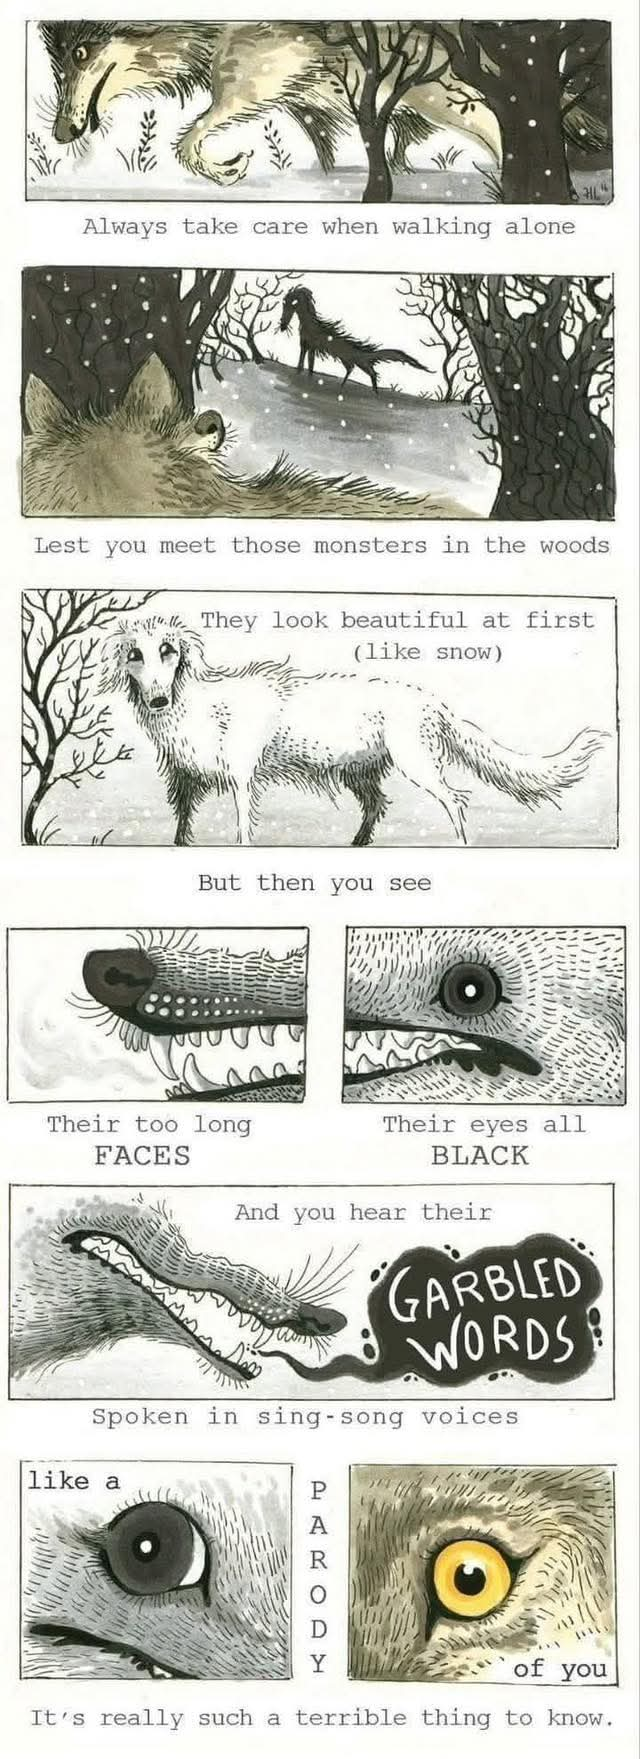 Always take care when walking alone
Lest you meet those monsters in the woods
They look beautiful at first
(like snow)
But then you see
Their too long
FACES
Their eyes all
BLACK
And you hear their
GARBLED
WORDS
Spoken in sing-song voices
like a
PARODY
of you
It's really such a terrible thing to know.